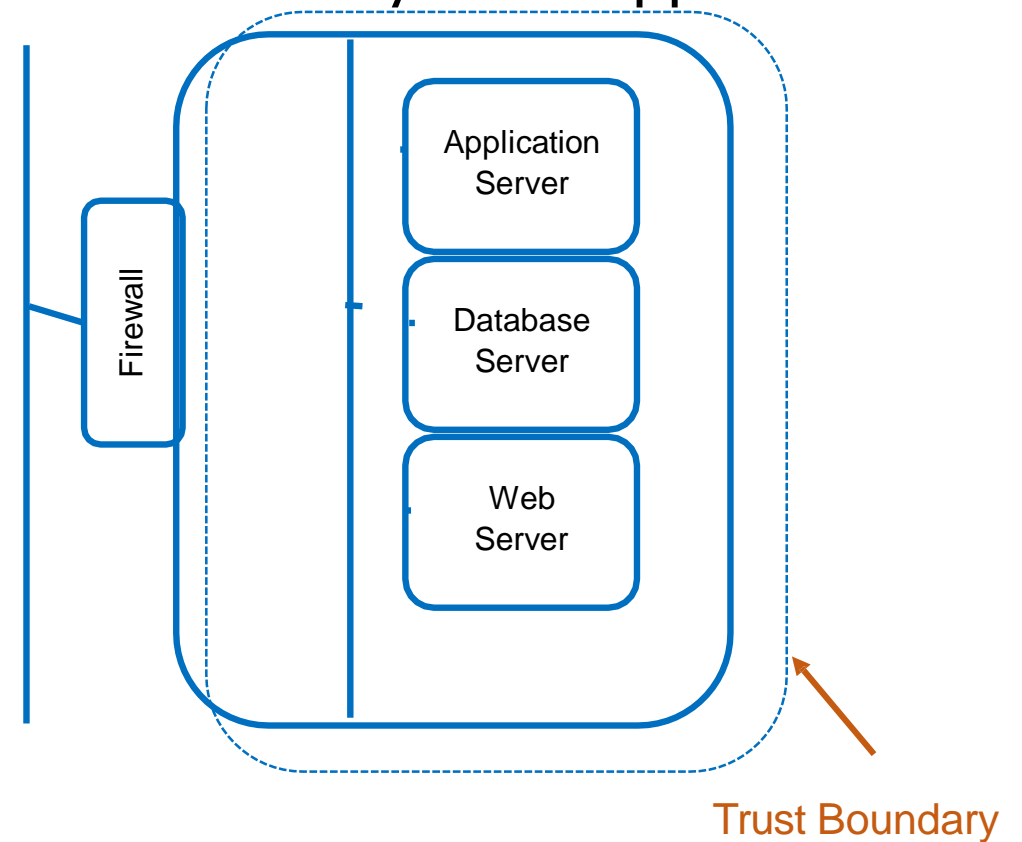 Firewall
Application
Server
Database
Server
Web
Server
Trust Boundary